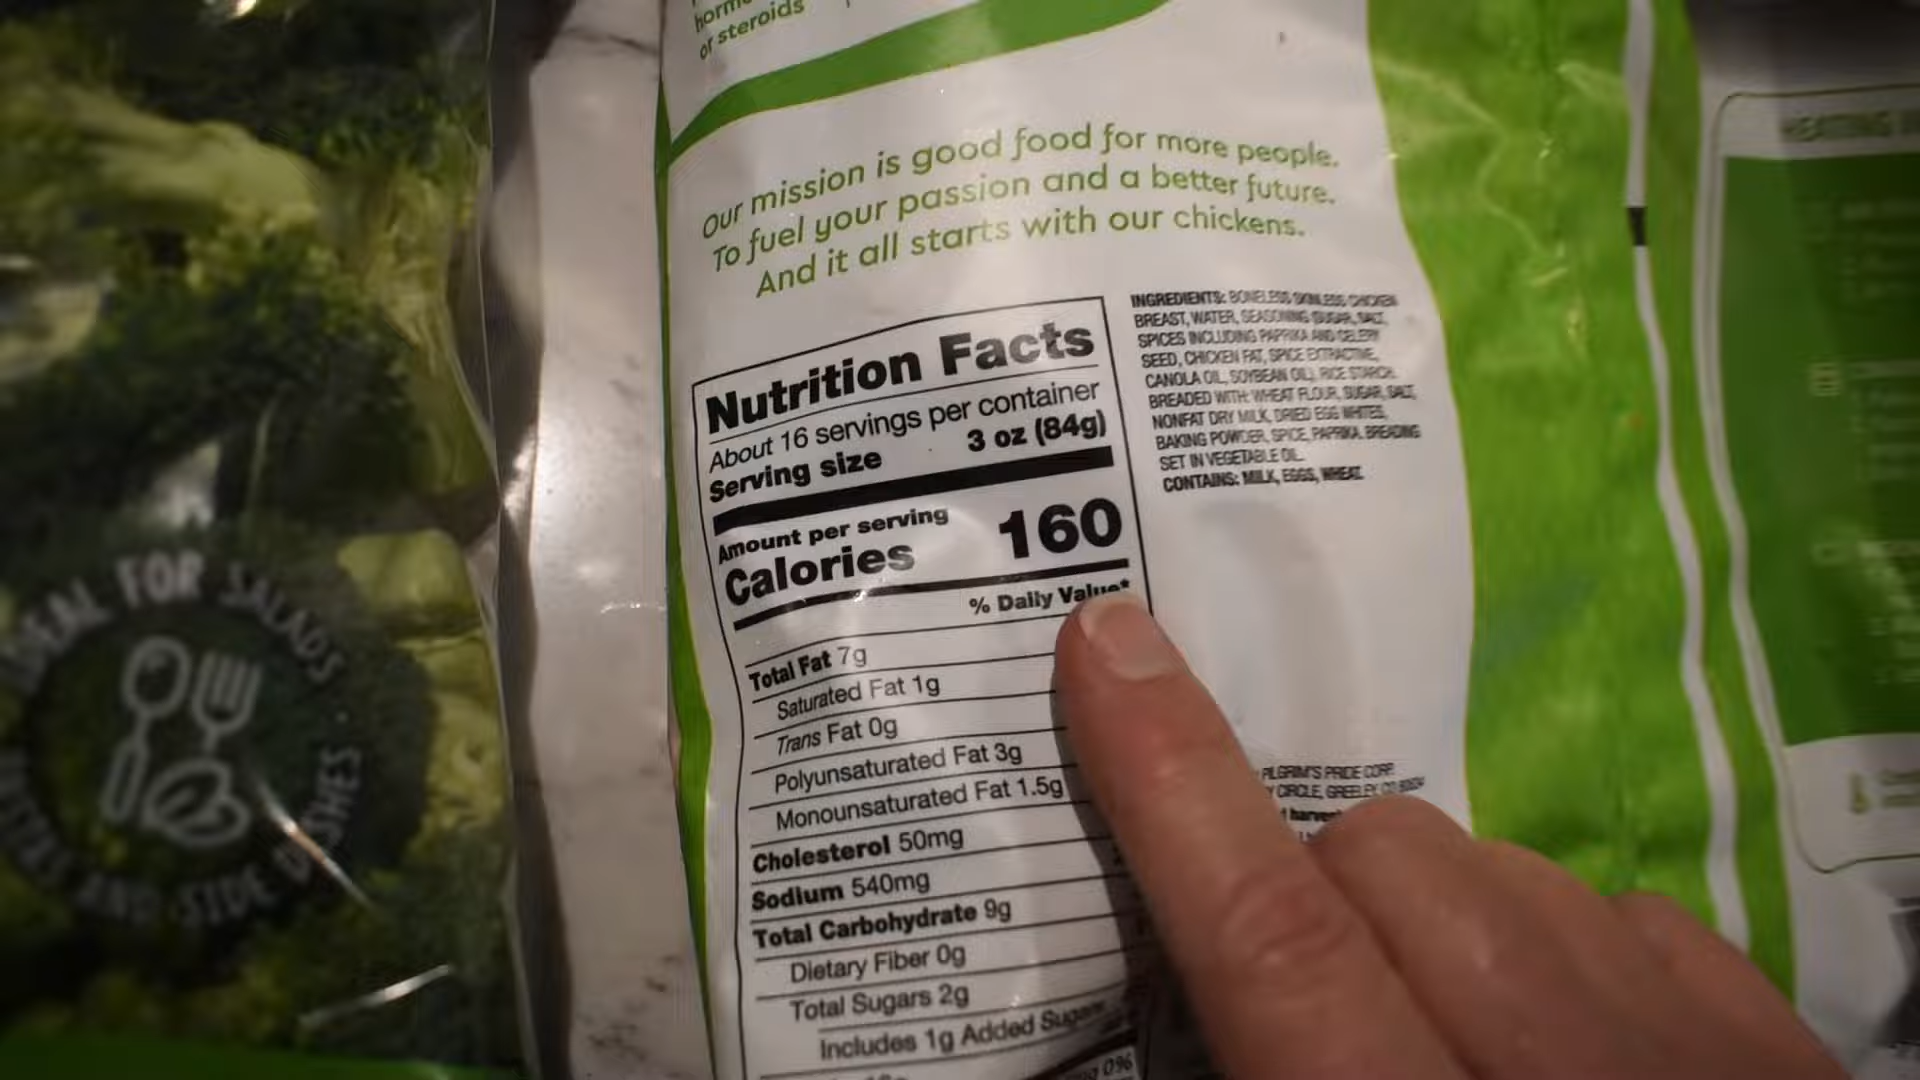 of steroids
Our mission is good food for more people.
To fuel your passion and a better future.
And it all starts with our chickens.
Nutrition Facts
About 16 servings per container
Serving size 3 oz (84g)
Amount per serving
Calories 160
% Daily Value*
Total Fat 7g
Saturated Fat 1g
Trans Fat 0g
Polyunsaturated Fat 3g
Monounsaturated Fat 1.5g
Cholesterol 50mg
Sodium 540mg
Total Carbohydrate 9g
Dietary Fiber 0g
Total Sugars 2g
Includes 1g Added Sugars
0%
INGREDIENTS: BONELESS SKINLESS CHICKEN
BREAST, WATER, SEASONING SUGAR, SALT,
SPICES INCLUDING PAPRIKA AND CELERY
SEED, CHICKEN FAT, SPICE EXTRACTIVE,
CANOLA OIL, SOYBEAN OIL), RICE STARCH.
BREADED WITH: WHEAT FLOUR, SUGAR, SALT,
NONFAT DRY MILK, DRIED EGG WHITES,
BAKING POWDER, SPICE, PAPRIKA. BREADING
SET IN VEGETABLE OIL.
CONTAINS: MILK, EGGS, WHEAT.
PILGRIM'S PRIDE CORP.
CIRCLE, GREELEY, CO
IDEAL FOR SALADS
AND SIDE DISHES
HEATING